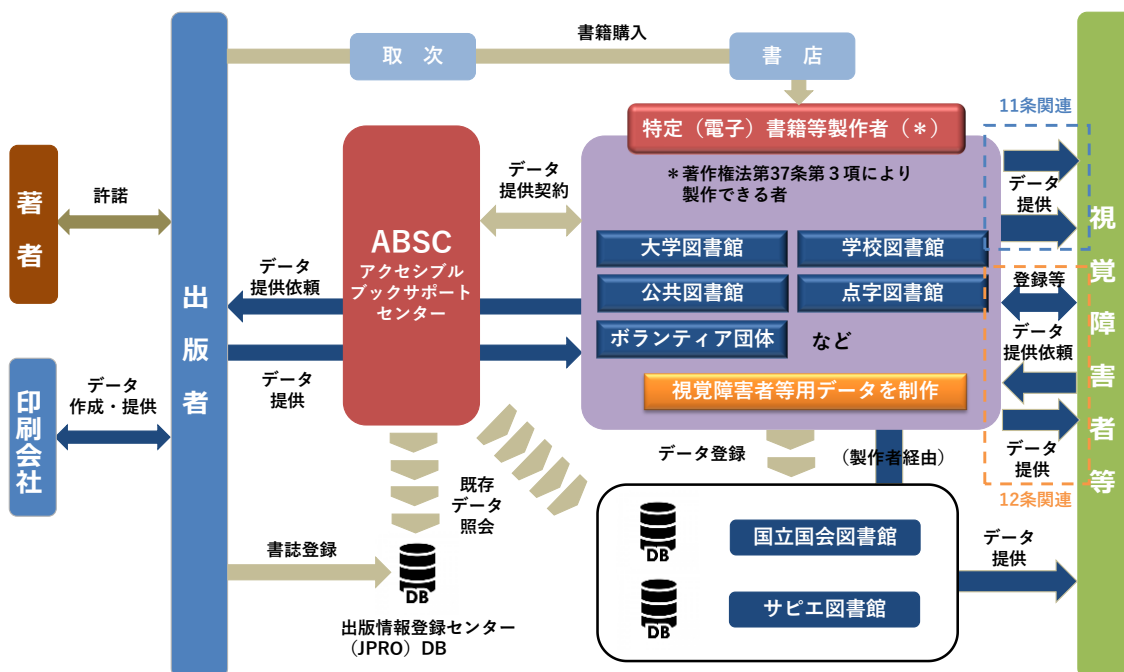 書籍購入
取 次
書 店
11条関連
特定（電子）書籍等製作者（＊）
著者
許諾
データ
提供契約
＊著作権法第37条第３項により
製作できる者
データ
提供
ABSC
アクセシブル
ブックサポート
センター
大学図書館
学校図書館
公共図書館
点字図書館
ボランティア団体
など
視覚障害者等用データを制作
データ
提供依頼
データ
提供
出版者
印刷会社
データ
作成・提供
登録等
データ
提供依頼
データ
提供
12条関連
視覚障害者等
データ登録
（製作者経由）
既存
データ
照会
書誌登録
DB
出版情報登録センター
（JPRO）DB
DB
国立国会図書館
DB
サピエ図書館
データ
提供